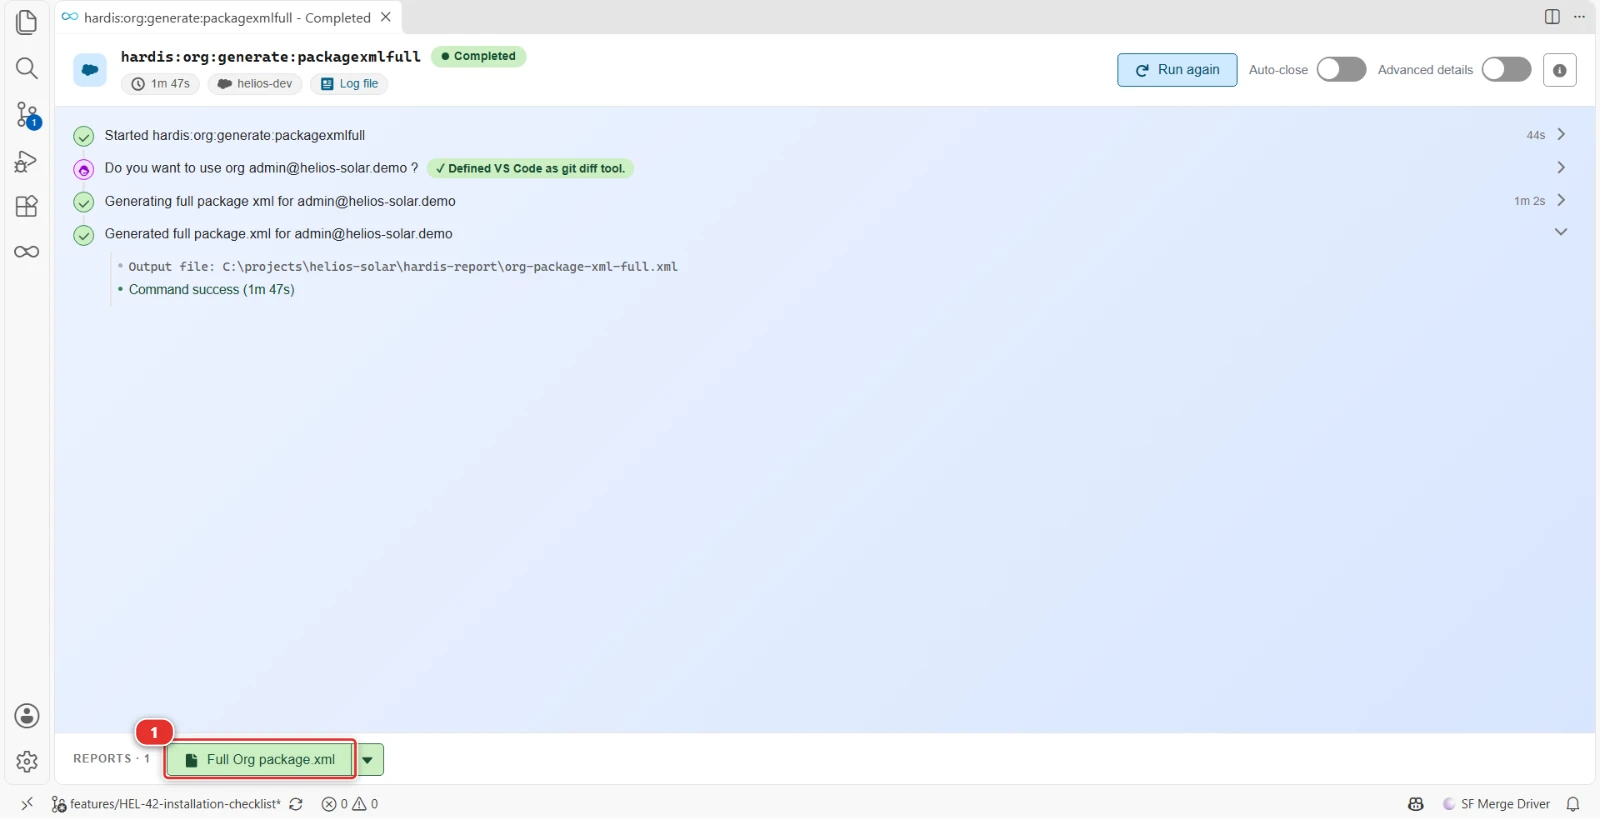 hardis:org:generate:packagexmlfull - Completed
hardis:org:generate:packagexmlfull
Completed
1m 47s
helios-dev
Log file
Run again
Auto-close
Advanced details
Started hardis:org:generate:packagexmlfull
44s
Do you want to use org admin@helios-solar.demo ?
✓ Defined VS Code as git diff tool.
Generating full package xml for admin@helios-solar.demo
1m 2s
Generated full package.xml for admin@helios-solar.demo
• Output file: C:\projects\helios-solar\hardis-report\org-package-xml-full.xml
• Command success (1m 47s)
1
1
REPORTS · 1
Full Org package.xml
features/HEL-42-installation-checklist*
0
0
SF Merge Driver